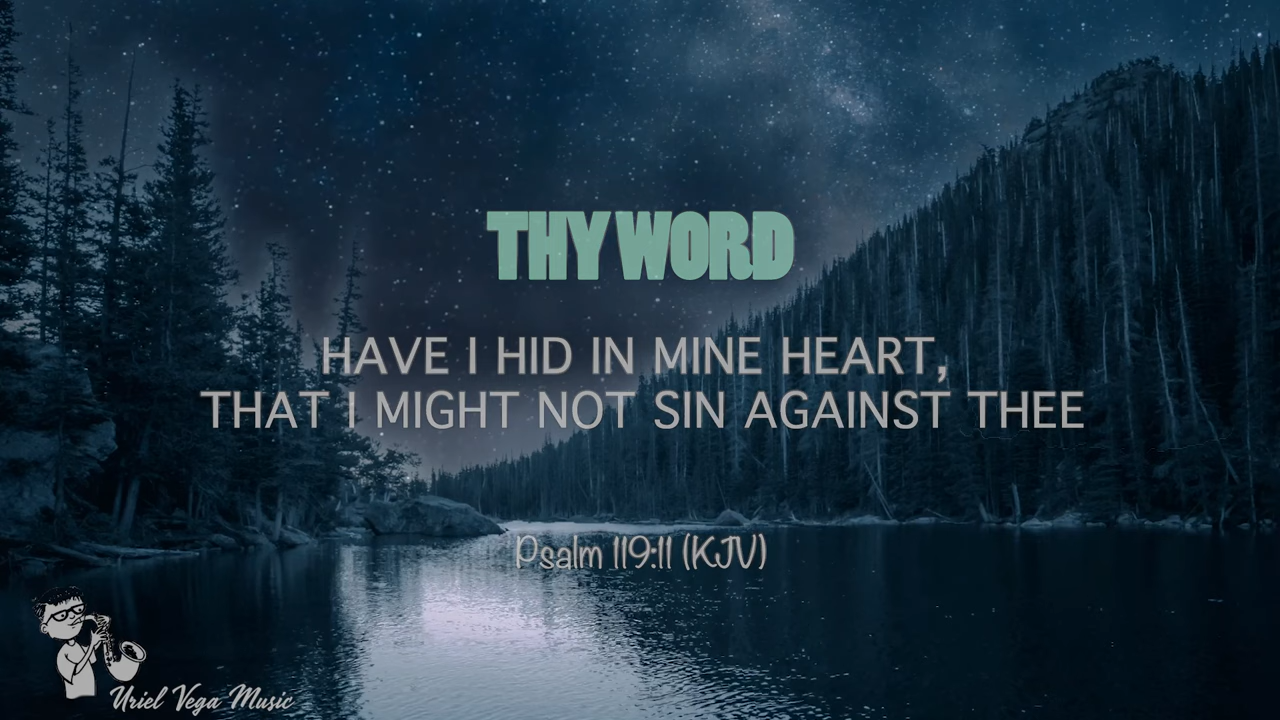 THY WORD
HAVE I HID IN MINE HEART,
THAT I MIGHT NOT SIN AGAINST THEE
Psalm 119:11 (KJV)
Uriel Vega Music